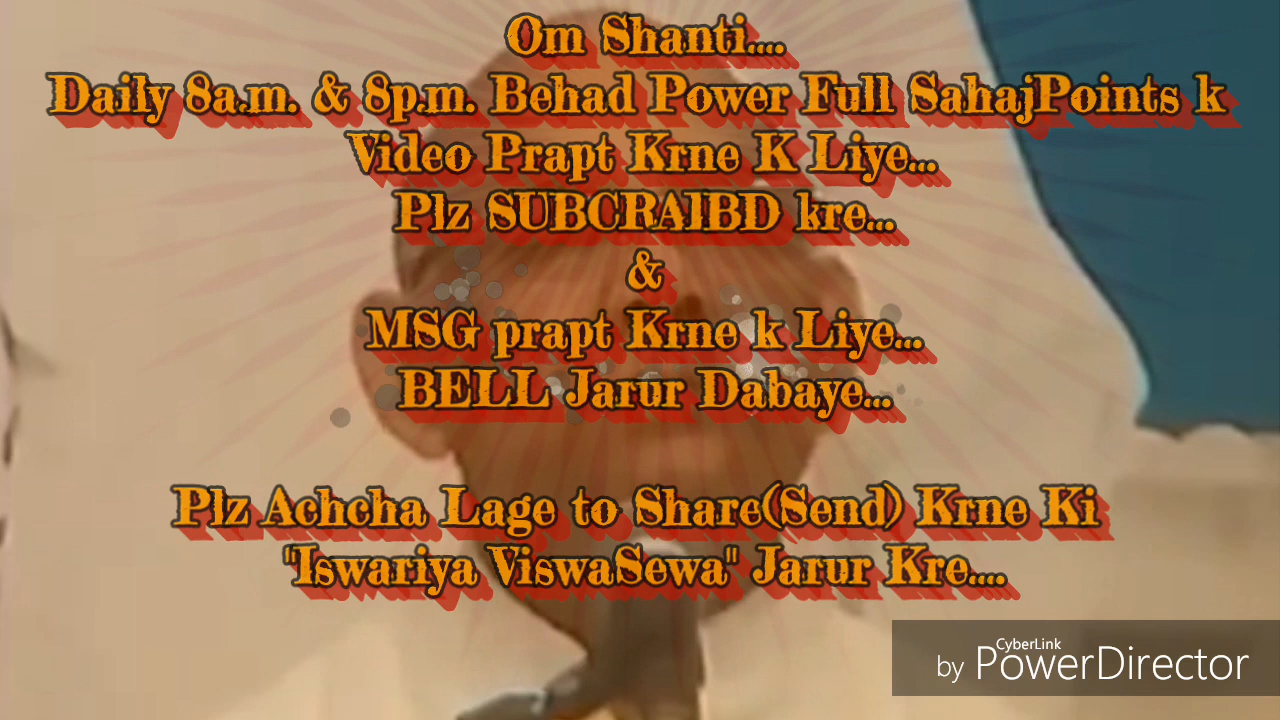 Om Shanti....
Daily 8a.m. & 8p.m. Behad Power Full SahajPoints k
Video Prapt Krne K Liye...
Plz SUBCRAIBD kre...
&
MSG prapt Krne k Liye...
BELL Jarur Dabaye...
Plz Achcha Lage to Share(Send) Krne Ki
"Iswariya ViswaSewa" Jarur Kre....
CyberLink
by PowerDirector